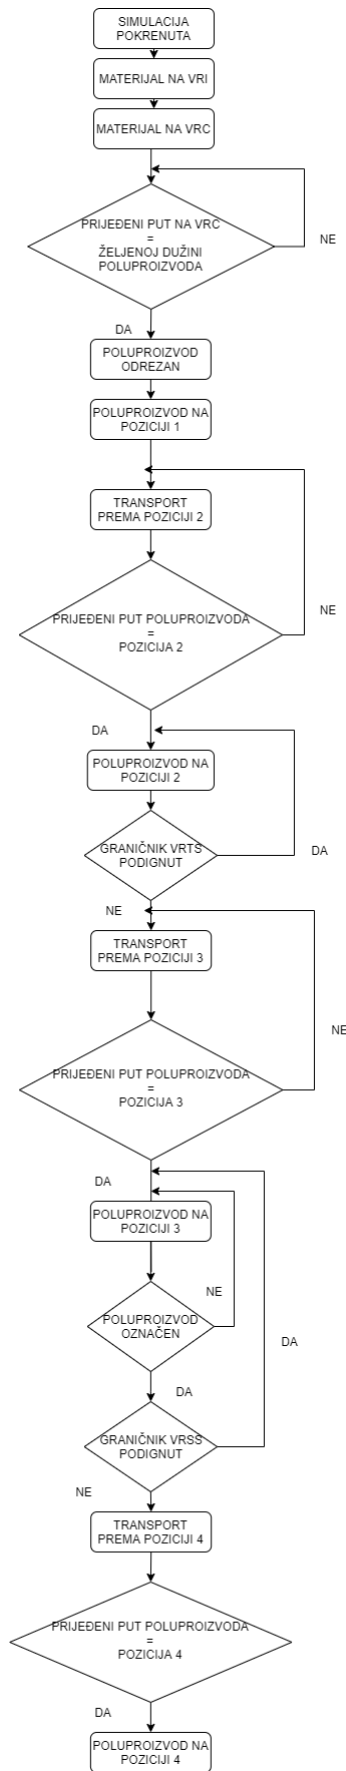 SIMULACIJA
POKRENUTA
MATERIJAL NA VRI
MATERIJAL NA VRC
PRIJEĐENI PUT NA VRC
=
ŽELJENOJ DUŽINI
POLUPROIZVODA
NE
DA
POLUPROIZVOD
ODREZAN
POLUPROIZVOD NA
POZICIJI 1
TRANSPORT
PREMA POZICIJI 2
NE
PRIJEĐENI PUT POLUPROIZVODA
=
POZICIJA 2
DA
POLUPROIZVOD NA
POZICIJI 2
GRANIČNIK VRTS
PODIGNUT
DA
NE
TRANSPORT
PREMA POZICIJI 3
NE
PRIJEĐENI PUT POLUPROIZVODA
=
POZICIJA 3
DA
POLUPROIZVOD NA
POZICIJI 3
NE
POLUPROIZVOD
OZNAČEN
DA
DA
GRANIČNIK VRSS
PODIGNUT
NE
TRANSPORT
PREMA POZICIJI 4
PRIJEĐENI PUT POLUPROIZVODA
=
POZICIJA 4
DA
POLUPROIZVOD NA
POZICIJI 4